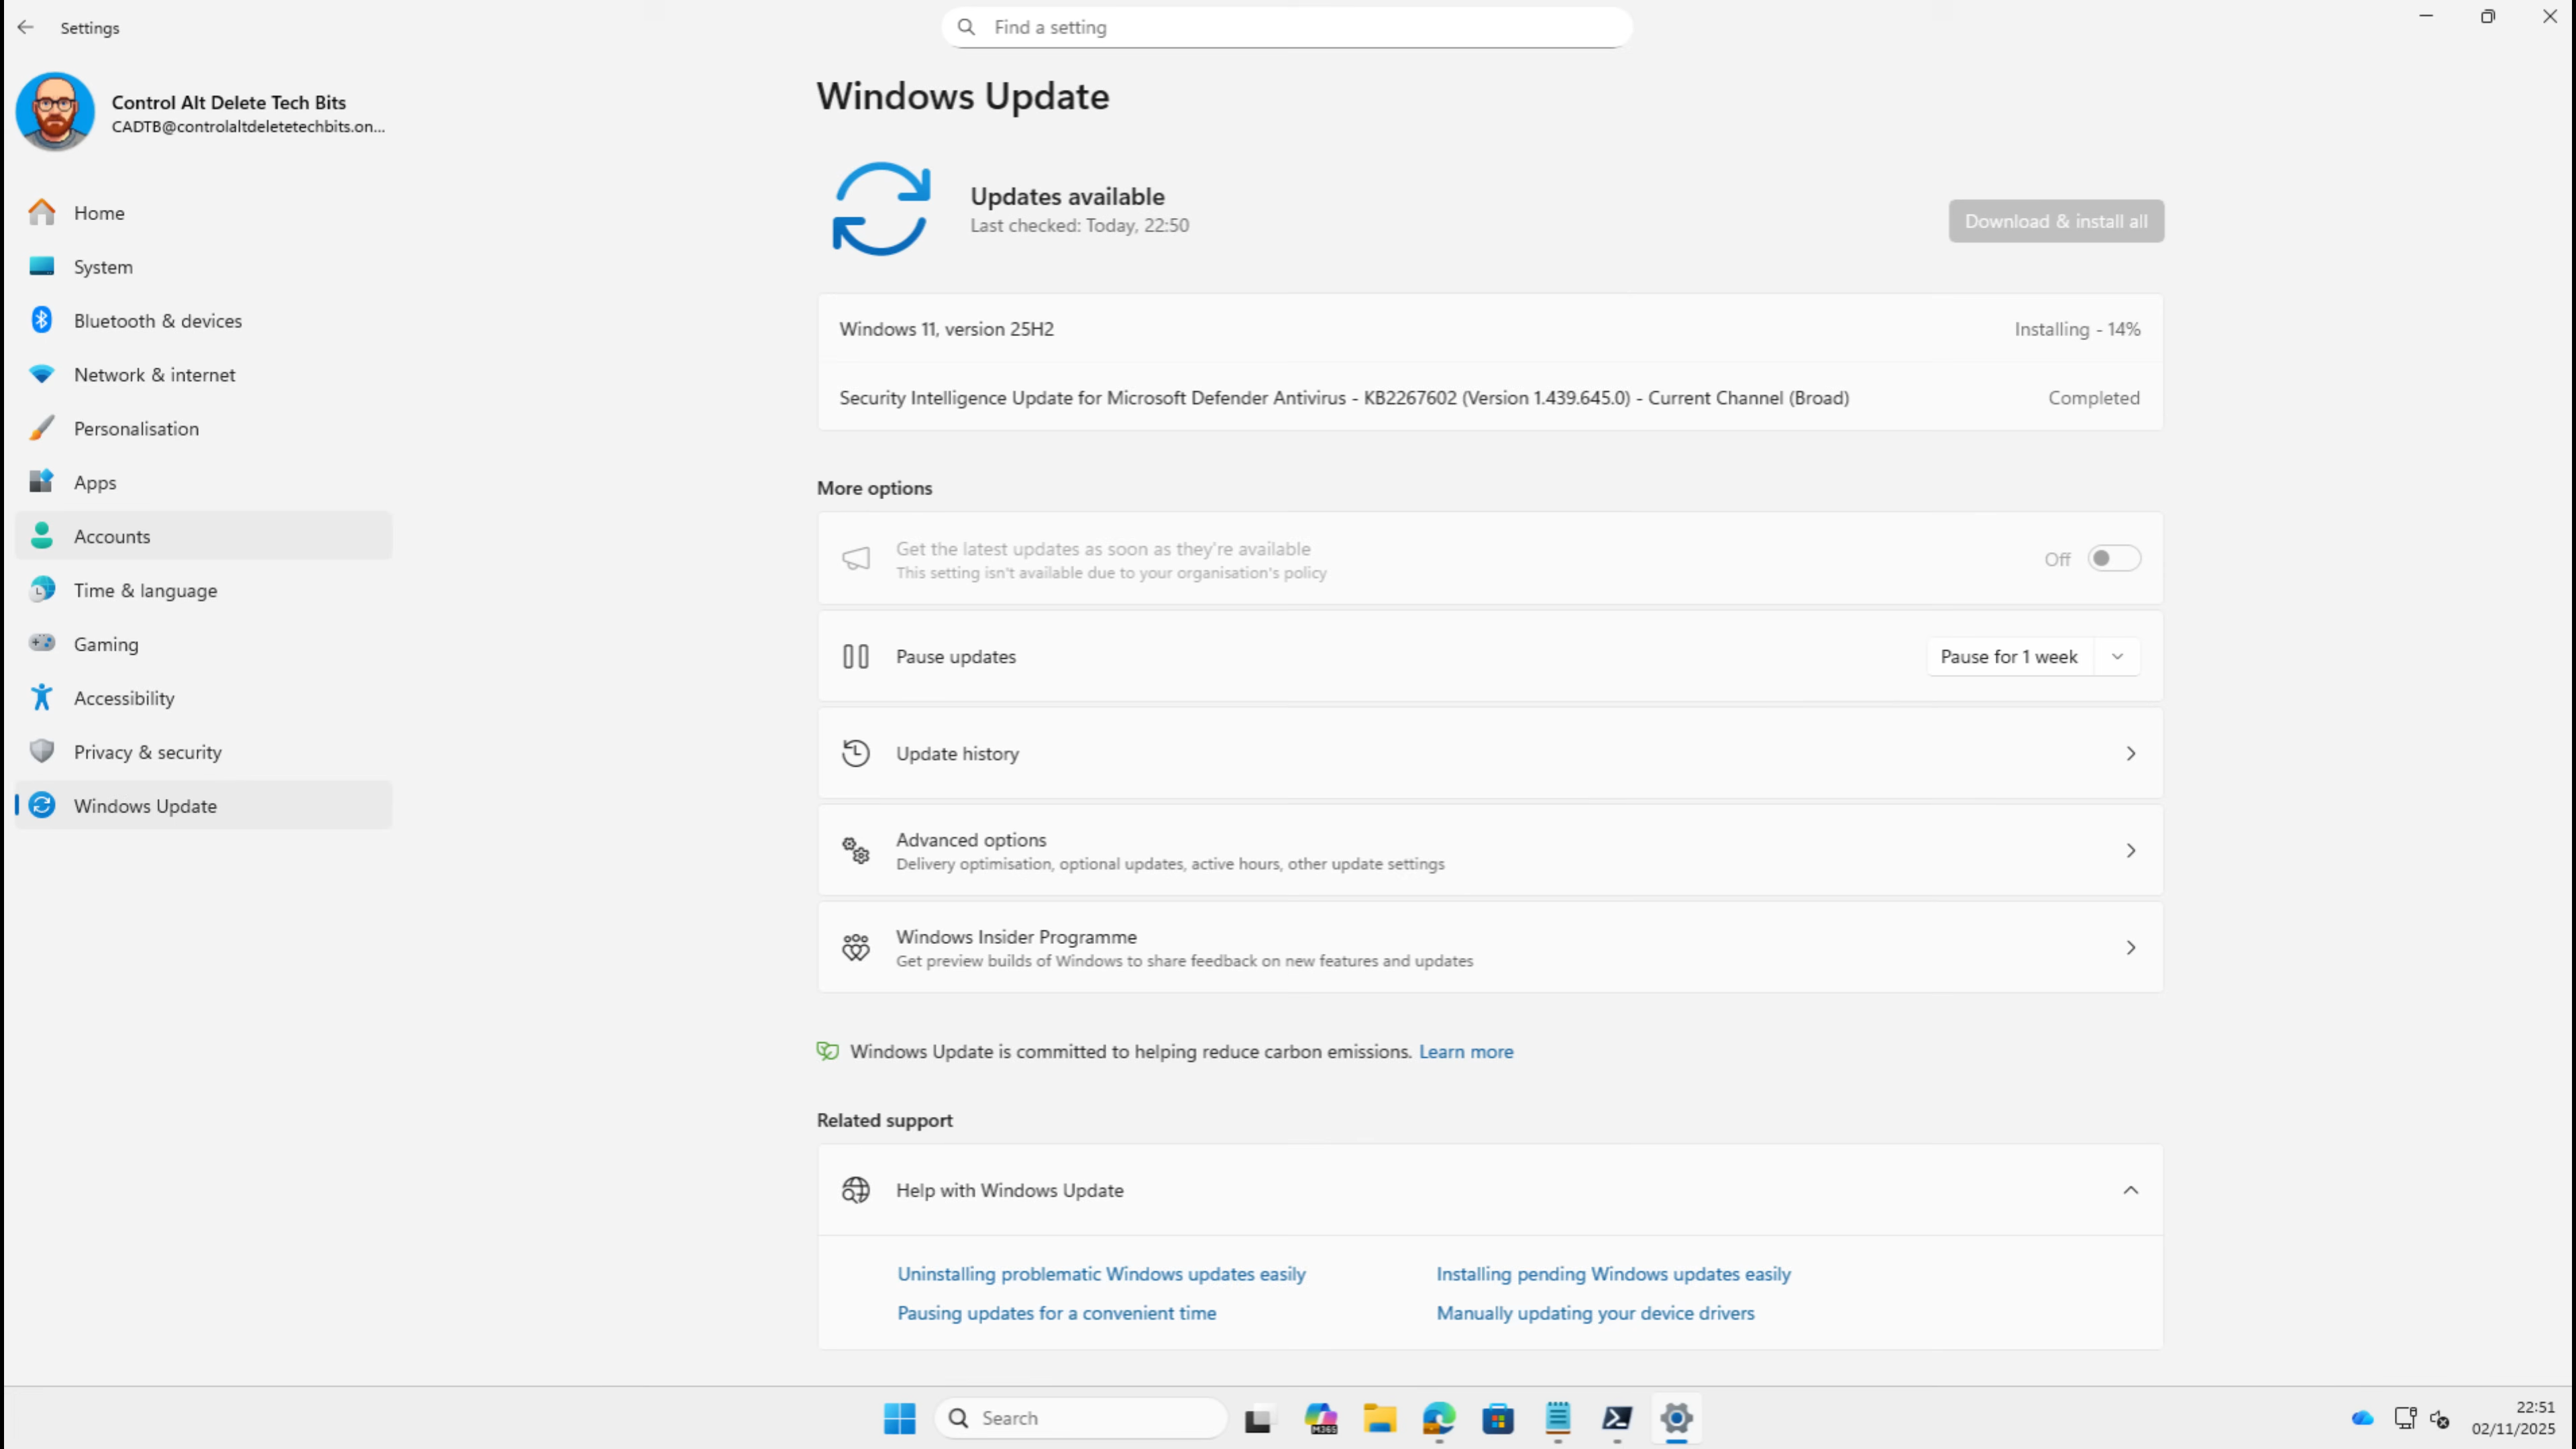 Settings
Find a setting
Control Alt Delete Tech Bits
CADTB@controlaltdeletetechbits.on...
Home
System
Bluetooth & devices
Network & internet
Personalisation
Apps
Accounts
Time & language
Gaming
Accessibility
Privacy & security
Windows Update
Windows Update
Updates available
Last checked: Today, 22:50
Download & install all
Windows 11, version 25H2
Installing - 14%
Security Intelligence Update for Microsoft Defender Antivirus - KB2267602 (Version 1.439.645.0) - Current Channel (Broad)
Completed
More options
Get the latest updates as soon as they're available
This setting isn't available due to your organisation's policy
Off
Pause updates
Pause for 1 week
Update history
Advanced options
Delivery optimisation, optional updates, active hours, other update settings
Windows Insider Programme
Get preview builds of Windows to share feedback on new features and updates
Windows Update is committed to helping reduce carbon emissions. Learn more
Related support
Help with Windows Update
Uninstalling problematic Windows updates easily
Installing pending Windows updates easily
Pausing updates for a convenient time
Manually updating your device drivers
Search
M365
22:51
02/11/2025